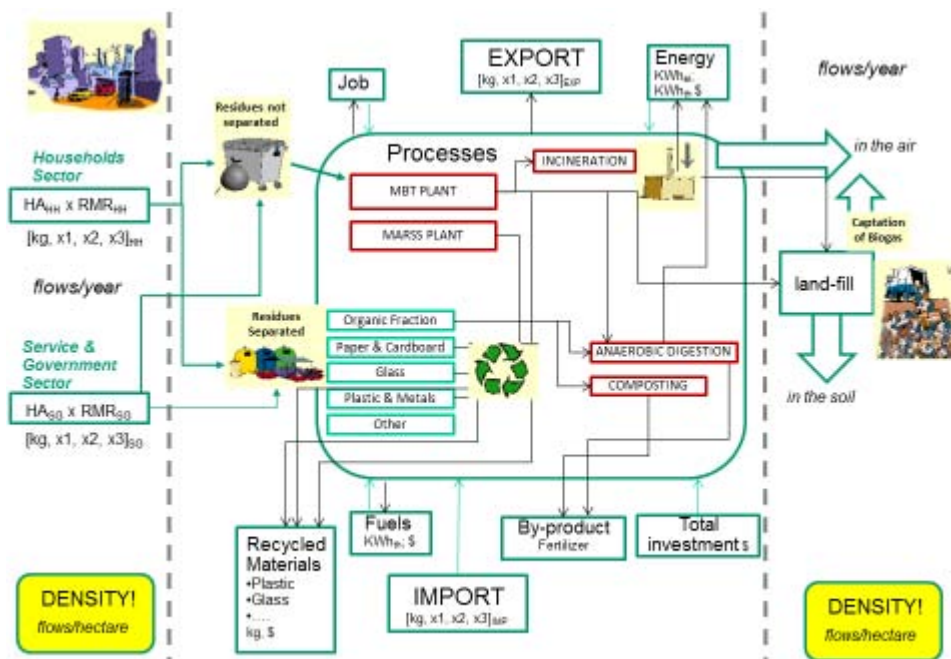 EXPORT
[kg, x1, x2, x3]EXP
Energy
KWhel;
KWhth; $
flows/year
Job
Residues not
separated
in the air
Households
Sector
Processes
INCINERATION
HAHH x RMRHH
MBT PLANT
[kg, x1, x2, x3]HH
MARSS PLANT
Captation
of Biogas
flows/year
land-fill
Residues
Separated
Organic Fraction
Service &
Government
Sector
Paper & Cardboard
ANAEROBIC DIGESTION
Glass
COMPOSTING
HASG x RMRSG
Plastic & Metals
in the soil
[kg, x1, x2, x3]SG
Other
Recycled
Materials
•Plastic
•Glass
•....
kg, $
Fuels
KWhth; $
By-product
Fertilizer
Total
investment $
IMPORT
[kg, x1, x2, x3]IMP
DENSITY!
flows/hectare
DENSITY!
flows/hectare